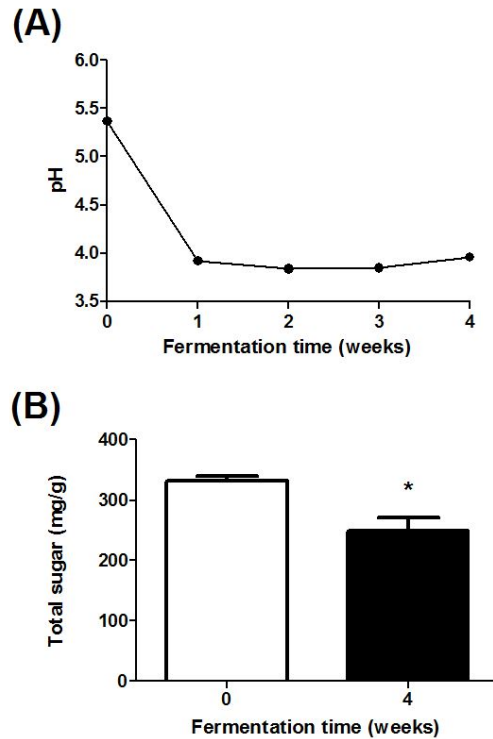 (A)
6.0
5.5
5.0
4.5
4.0
3.5
pH
0 1 2 3 4
Fermentation time (weeks)
(B)
400
300
200
100
0
Total sugar (mg/g)
*
0 4
Fermentation time (weeks)